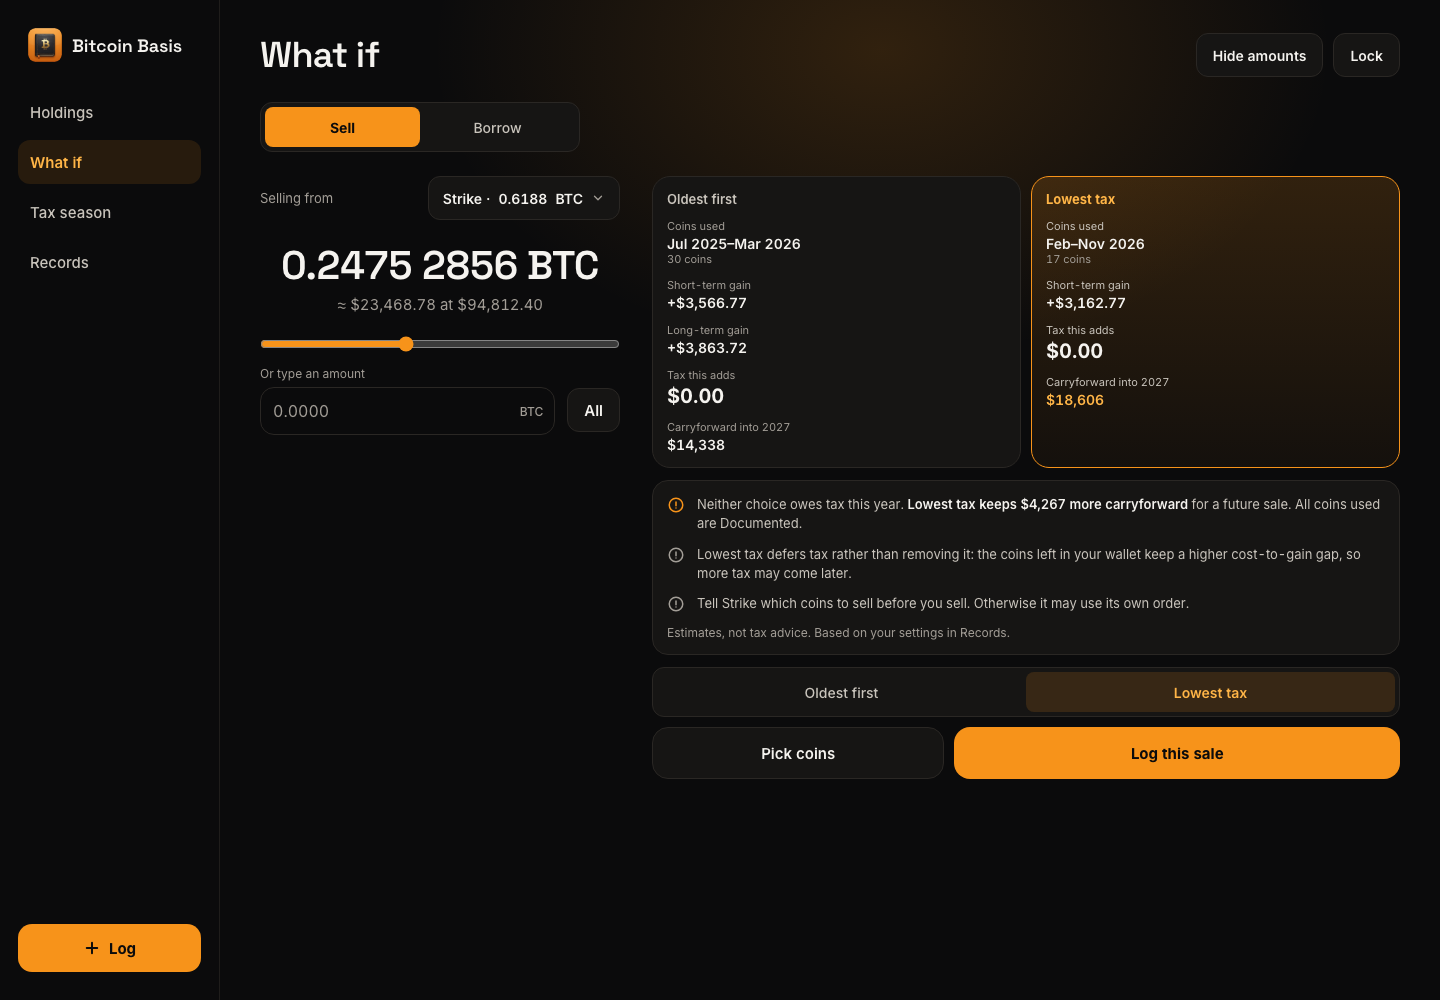 Bitcoin Basis
Holdings
What if
Tax season
Records
Log
What if
Hide amounts
Lock
Sell
Borrow
Selling from
Strike · 0.6188 BTC
0.2475 2856 BTC
≈ $23,468.78 at $94,812.40
Or type an amount
0.0000
BTC
All
Oldest first
Coins used
Jul 2025–Mar 2026
30 coins
Short-term gain
+$3,566.77
Long-term gain
+$3,863.72
Tax this adds
$0.00
Carryforward into 2027
$14,338
Lowest tax
Coins used
Feb–Nov 2026
17 coins
Short-term gain
+$3,162.77
Tax this adds
$0.00
Carryforward into 2027
$18,606
Neither choice owes tax this year. Lowest tax keeps $4,267 more carryforward for a future sale. All coins used
are Documented.
Lowest tax defers tax rather than removing it: the coins left in your wallet keep a higher cost-to-gain gap, so
more tax may come later.
Tell Strike which coins to sell before you sell. Otherwise it may use its own order.
Estimates, not tax advice. Based on your settings in Records.
Oldest first
Lowest tax
Pick coins
Log this sale